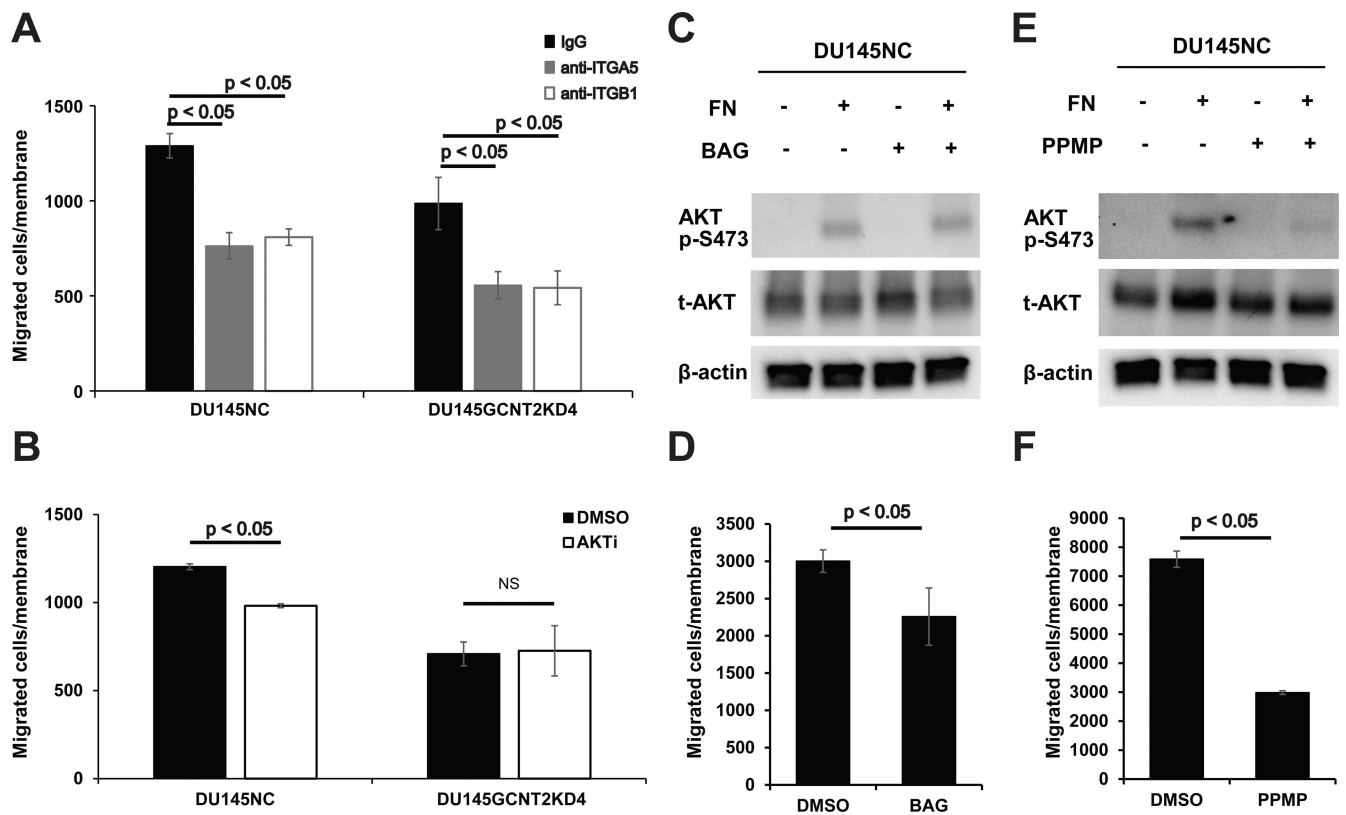 A
IgG
anti-ITGA5
anti-ITGB1
p < 0.05
p < 0.05
p < 0.05
p < 0.05
Migrated cells/membrane
1500
1000
500
0
DU145NC
DU145GCNT2KD4
B
DMSO
AKTi
p < 0.05
NS
Migrated cells/membrane
1500
1000
500
0
DU145NC
DU145GCNT2KD4
C
DU145NC
FN - + - +
BAG - - + +
AKT
p-S473
t-AKT
β-actin
D
p < 0.05
Migrated cells/membrane
3500
3000
2500
2000
1500
1000
500
0
DMSO BAG
E
DU145NC
FN - + - +
PPMP - - + +
AKT
p-S473
t-AKT
β-actin
F
p < 0.05
Migrated cells/membrane
9000
8000
7000
6000
5000
4000
3000
2000
1000
0
DMSO PPMP